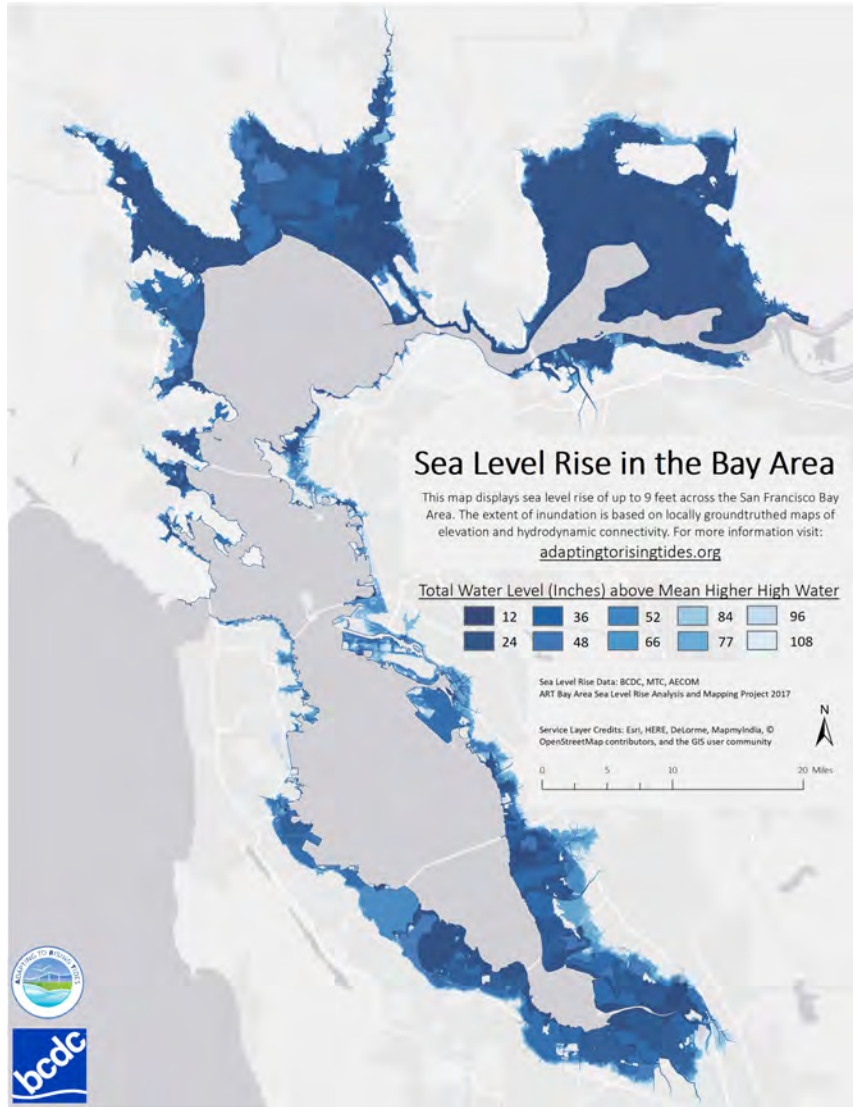 Sea Level Rise in the Bay Area
This map displays sea level rise of up to 9 feet across the San Francisco Bay
Area. The extent of inundation is based on locally groundtruthed maps of
elevation and hydrodynamic connectivity. For more information visit:
adaptingtorisingtides.org
Total Water Level (Inches) above Mean Higher High Water
12 36 52 84 96
24 48 66 77 108
Sea Level Rise Data: BCDC, MTC, AECOM
ART Bay Area Sea Level Rise Analysis and Mapping Project 2017
Service Layer Credits: Esri, HERE, DeLorme, MapmyIndia, ©
OpenStreetMap contributors, and the GIS user community
N
0 5 10 20 Miles
ADAPTING TO RISING TIDES
bcdc